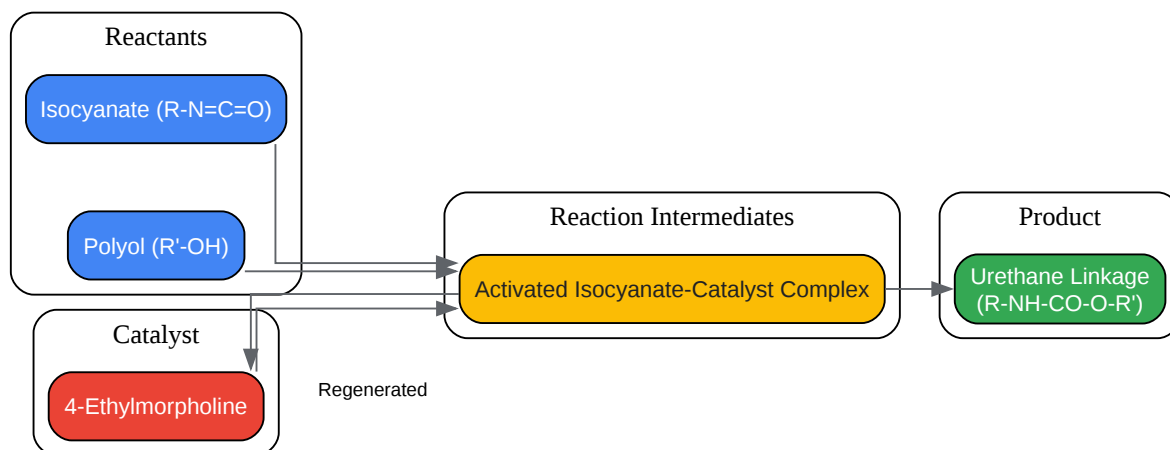 Reactants
Isocyanate (R-N=C=O)
Polyol (R'-OH)
Reaction Intermediates
Activated Isocyanate-Catalyst Complex
Product
Urethane Linkage
(R-NH-CO-O-R')
Catalyst
4-Ethylmorpholine
Regenerated